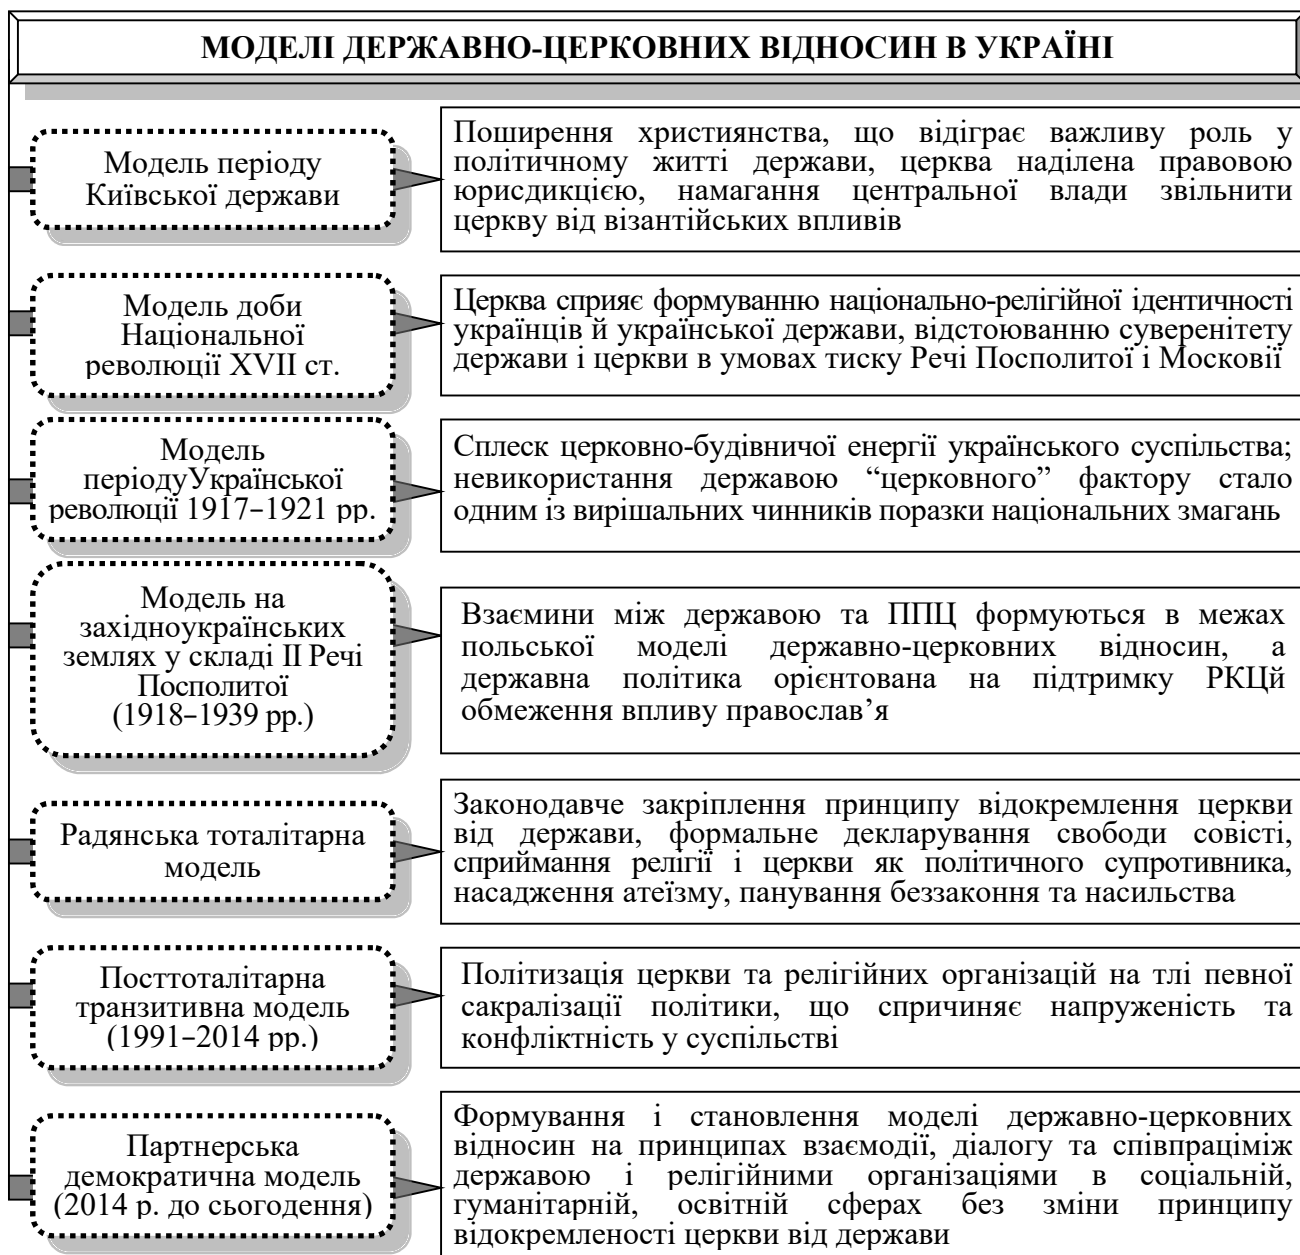 МОДЕЛІ ДЕРЖАВНО-ЦЕРКОВНИХ ВІДНОСИН В УКРАЇНІ
Модель періоду
Київської держави
Поширення християнства, що відіграє важливу роль у
політичному житті держави, церква наділена правовою
юрисдикцією, намагання центральної влади звільнити
церкву від візантійських впливів
Модель доби
Національної
революції XVII ст.
Церква сприяє формуванню національно-релігійної ідентичності
українців й української держави, відстоюванню суверенітету
держави і церкви в умовах тиску Речі Посполитої і Московії
Модель
періодуУкраїнської
революції 1917–1921 рр.
Сплеск церковно-будівничої енергії українського суспільства;
невикористання державою “церковного” фактору стало
одним із вирішальних чинників поразки національних змагань
Модель на
західноукраїнських
землях у складі ІІ Речі
Посполитої
(1918–1939 рр.)
Взаємини між державою та ППЦ формуються в межах
польської моделі державно-церковних відносин, а
державна політика орієнтована на підтримку РКЦй
обмеження впливу православ’я
Радянська тоталітарна
модель
Законодавче закріплення принципу відокремлення церкви
від держави, формальне декларування свободи совісті,
сприймання релігії і церкви як політичного супротивника,
насадження атеїзму, панування беззаконня та насильства
Посттоталітарна
транзитивна модель
(1991–2014 рр.)
Політизація церкви та релігійних організацій на тлі певної
сакралізації політики, що спричиняє напруженість та
конфліктність у суспільстві
Партнерська
демократична модель
(2014 р. до сьогодення)
Формування і становлення моделі державно-церковних
відносин на принципах взаємодії, діалогу та співпраціміж
державою і релігійними організаціями в соціальній,
гуманітарній, освітній сферах без зміни принципу
відокремленості церкви від держави